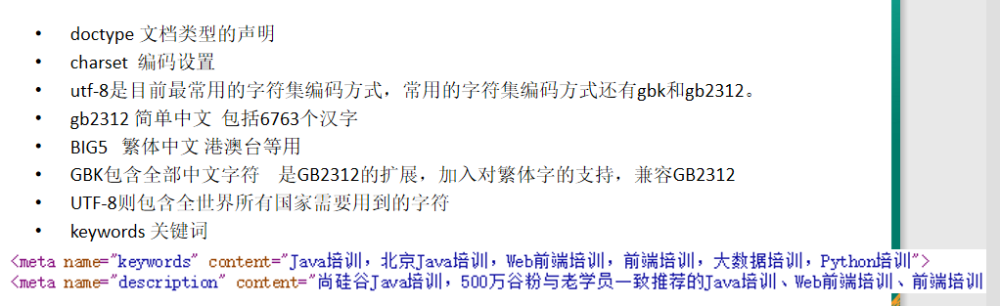 doctype 文档类型的声明
charset 编码设置
utf-8是目前最常用的字符集编码方式，常用的字符集编码方式还有gbk和gb2312。
gb2312 简单中文 包括6763个汉字
BIG5 繁体中文 港澳台等用
GBK包含全部中文字符 是GB2312的扩展，加入对繁体字的支持，兼容GB2312
UTF-8则包含全世界所有国家需要用到的字符
keywords 关键词
<meta name="keywords" content="Java培训，北京Java培训，Web前端培训，前端培训，大数据培训，Python培训">
<meta name="description" content="尚硅谷Java培训，500万谷粉与老学员一致推荐的Java培训、Web前端培训、前端培训